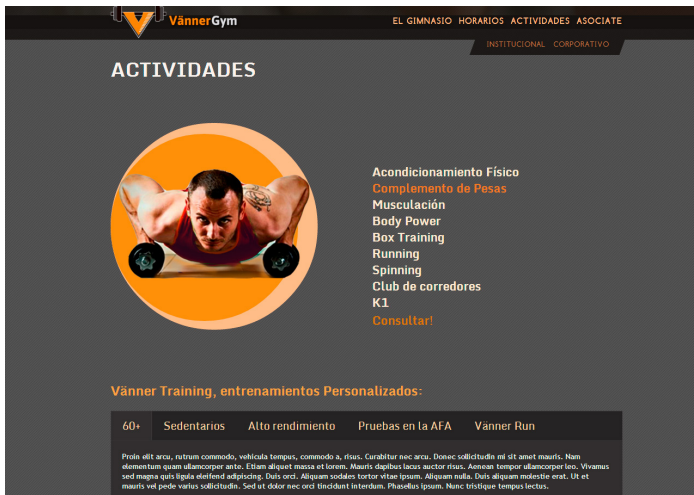 VännerGym
EL GIMNASIO HORARIOS ACTIVIDADES ASOCIATE
INSTITUCIONAL CORPORATIVO
ACTIVIDADES
Acondicionamiento Físico
Complemento de Pesas
Musculación
Body Power
Box Training
Running
Spinning
Club de corredores
K1
Consultar!
Vänner Training, entrenamientos Personalizados:
60+ Sedentarios Alto rendimiento Pruebas en la AFA Vänner Run
Proin elit arcu, rutrum commodo, vehicula tempus, commodo a, risus. Curabitur nec arcu. Donec sollicitudin mi sit amet mauris. Nam
elementum quam ullamcorper ante. Etiam aliquet massa et lorem. Mauris dapibus lacus auctor risus. Aenean tempor ullamcorper leo. Vivamus
sed magna quis ligula eleifend adipiscing. Duis orci. Aliquam sodales tortor vitae ipsum. Aliquam nulla. Duis aliquam molestie erat. Ut et
mauris vel pede varius sollicitudin. Sed ut dolor nec orci tincidunt interdum. Phasellus ipsum. Nunc tristique tempus lectus.